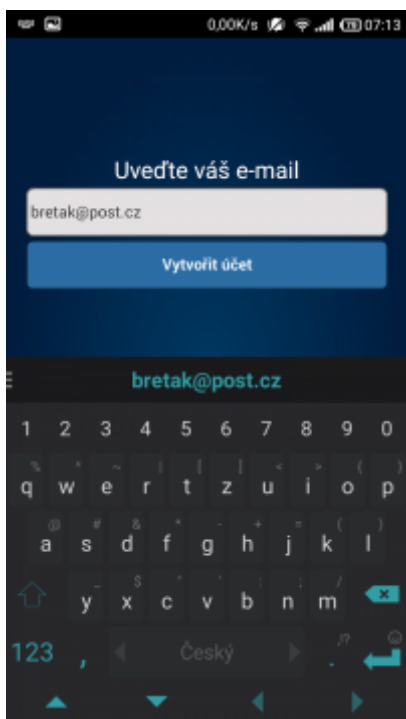 0,00K/s 78 07:13
Uveďte váš e-mail
bretak@post.cz
Vytvořit účet
bretak@post.cz
1 2 3 4 5 6 7 8 9 0
q w e r t z u i o p
a s d f g h j k l
y x c v b n m
123 , Český .